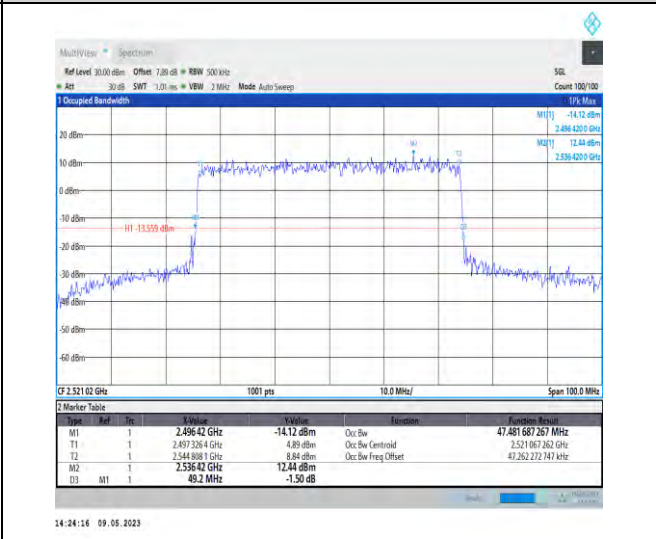 MultiView Spectrum
Ref Level 30.00 dBm Offset 7.89 dB RBW 500 kHz SGL
Att 30 dB SWT 1.01 ms VBW 2 MHz Mode Auto Sweep Count 100/100
1 Occupied Bandwidth 1Pk Max
M1[1] -14.12 dBm
2.496 4200 GHz
20 dBm
M2[1] 12.44 dBm
2.536 4200 GHz
M2
T2
10 dBm
0 dBm
-10 dBm
H1 -13.559 dBm
-20 dBm
-30 dBm
-40 dBm
-50 dBm
-60 dBm
CF 2.521 02 GHz 1001 pts 10.0 MHz/ Span 100.0 MHz
2 Marker Table
Type Ref Trc X-Value Y-Value Function Function Result
M1 1 2.496 42 GHz -14.12 dBm Occ Bw 47.481 687 267 MHz
T1 1 2.497 326 4 GHz 4.89 dBm Occ Bw Centroid 2.521 067 262 GHz
T2 1 2.544 808 1 GHz 8.84 dBm Occ Bw Freq Offset 47.262 272 747 kHz
M2 1 2.536 42 GHz 12.44 dBm
D3 M1 1 49.2 MHz -1.50 dB
14:24:16 09.05.2023